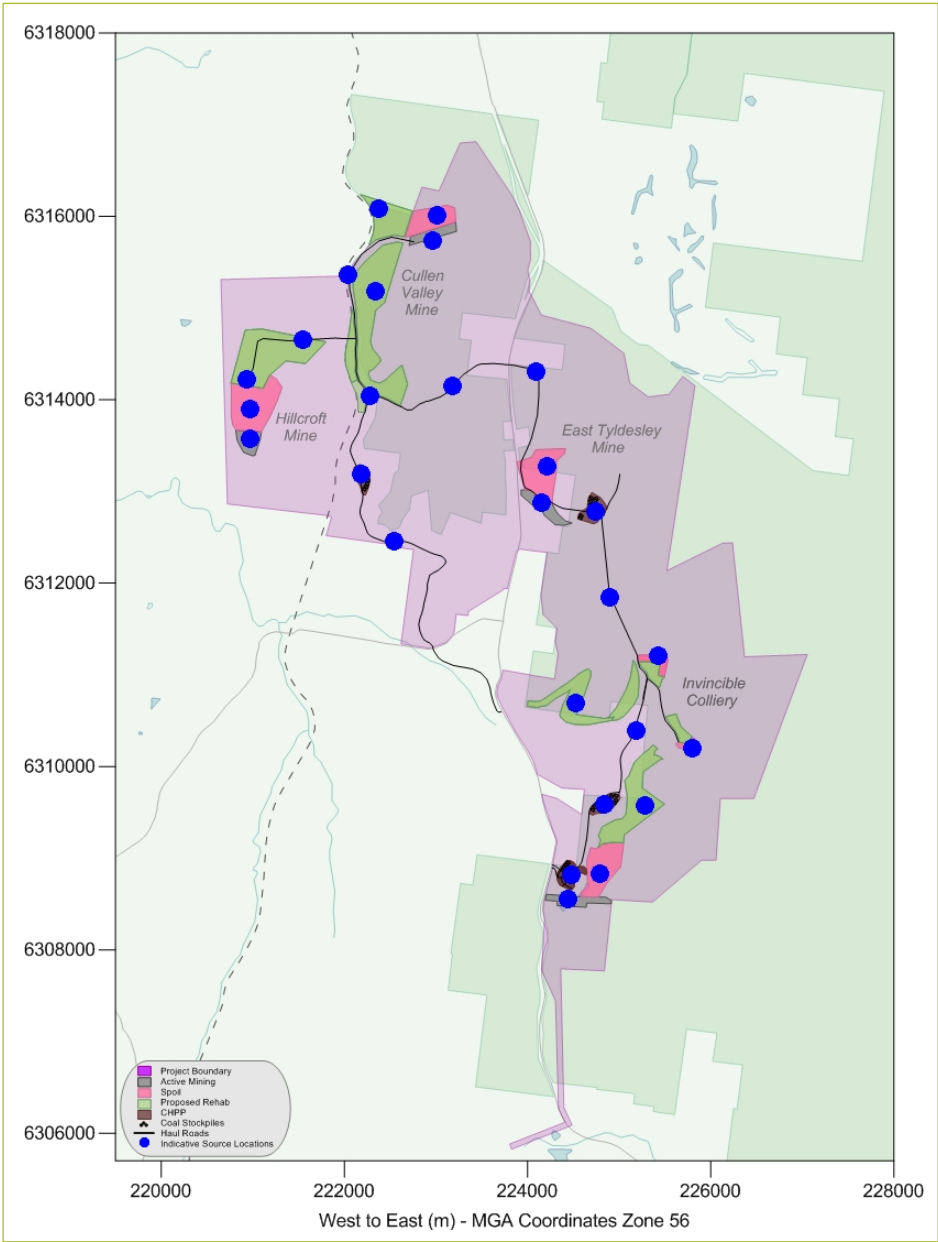 6318000
6316000
6314000
6312000
6310000
6308000
6306000
Cullen
Valley
Mine
Hillcroft
Mine
East Tyldesley
Mine
Invincible
Colliery
Project Boundary
Active Mining
Spoil
Proposed Rehab
CHPP
Coal Stockpiles
Haul Roads
Indicative Source Locations
220000
222000
224000
226000
228000
West to East (m) - MGA Coordinates Zone 56